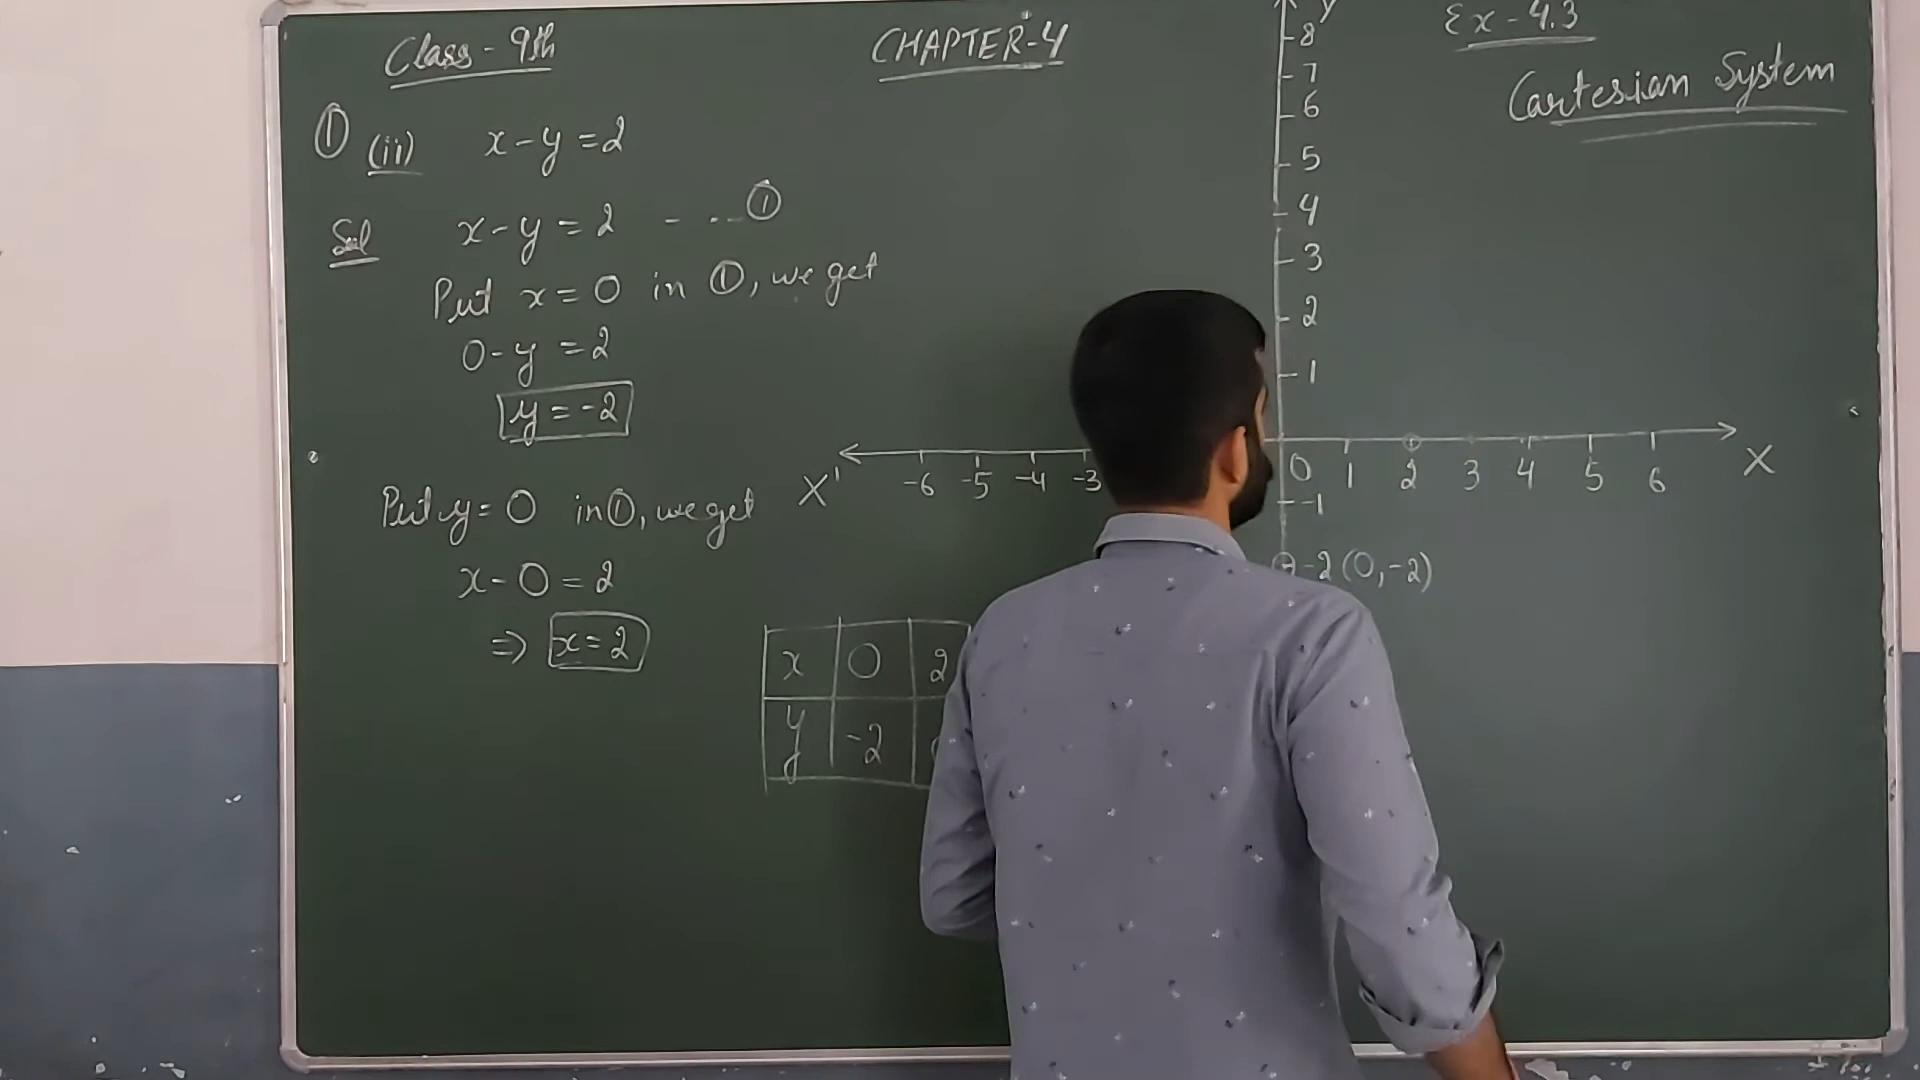 Class - 9th
CHAPTER-4
Ex - 4.3
Cartesian System
① (ii) x - y = 2
Sol x - y = 2 - - - ①
Put x = 0 in ①, we get
0 - y = 2
y = -2
Put y = 0 in ①, we get
x - 0 = 2
⇒ x = 2
x 0 2
y -2
y
8
7
6
5
4
3
2
1
X' -6 -5 -4 -3 0 1 2 3 4 5 6 X
-1
-2 (0, -2)